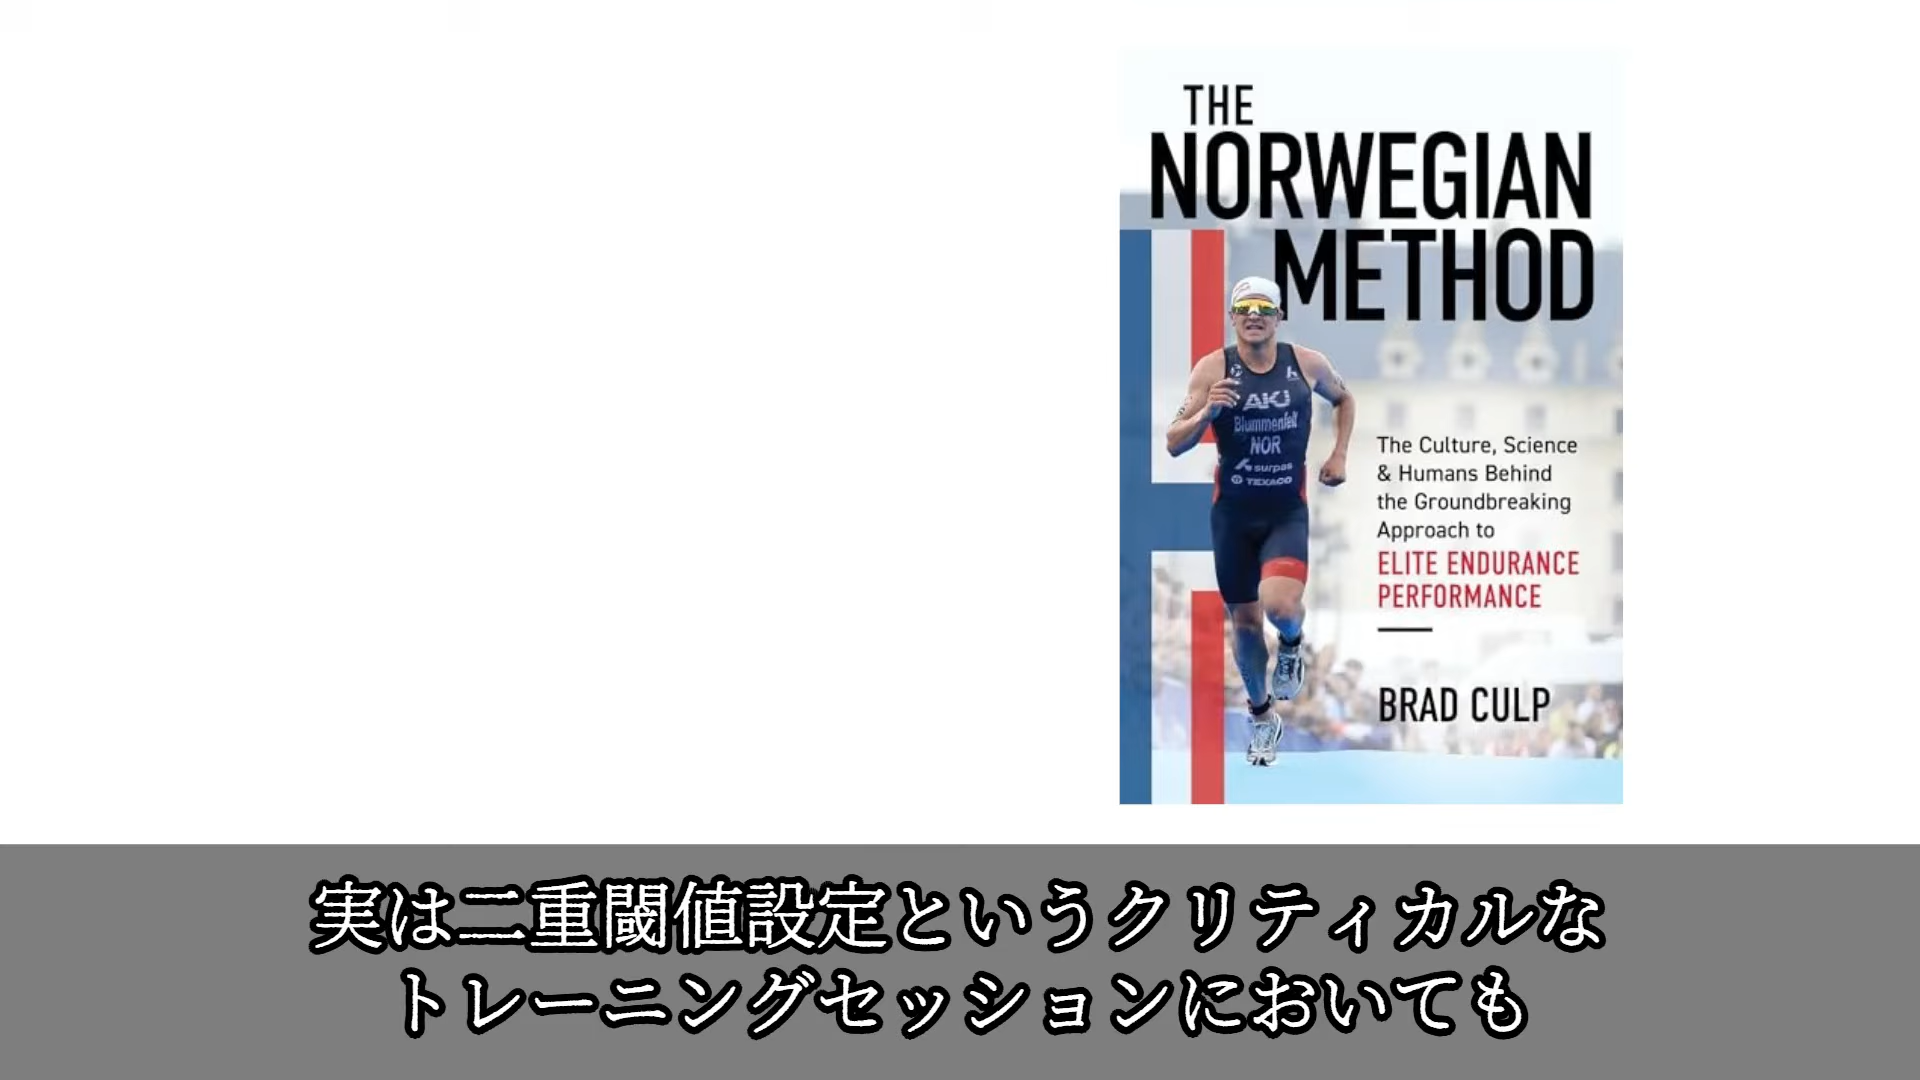 THE
NORWEGIAN
METHOD
AKJ
Blummenfelt
NOR
surpas
TEXACO
The Culture, Science
& Humans Behind
the Groundbreaking
Approach to
ELITE ENDURANCE
PERFORMANCE
BRAD CULP
実は二重閾値設定というクリティカルな
トレーニングセッションにおいても